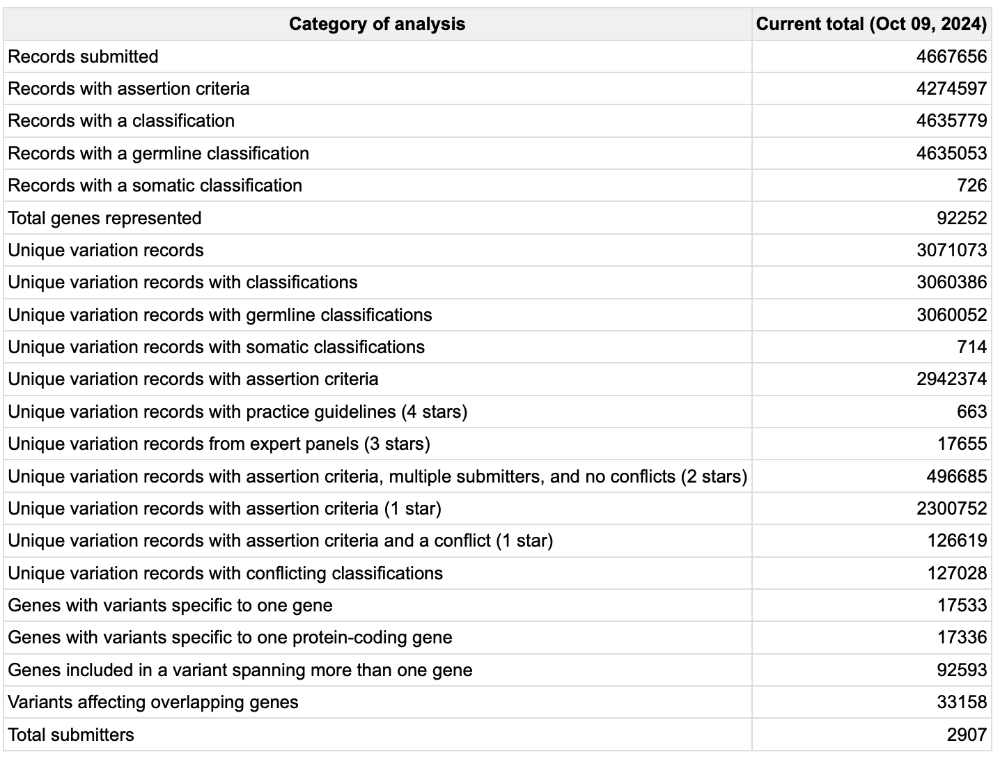 Category of analysis Current total (Oct 09, 2024)
Records submitted 4667656
Records with assertion criteria 4274597
Records with a classification 4635779
Records with a germline classification 4635053
Records with a somatic classification 726
Total genes represented 92252
Unique variation records 3071073
Unique variation records with classifications 3060386
Unique variation records with germline classifications 3060052
Unique variation records with somatic classifications 714
Unique variation records with assertion criteria 2942374
Unique variation records with practice guidelines (4 stars) 663
Unique variation records from expert panels (3 stars) 17655
Unique variation records with assertion criteria, multiple submitters, and no conflicts (2 stars) 496685
Unique variation records with assertion criteria (1 star) 2300752
Unique variation records with assertion criteria and a conflict (1 star) 126619
Unique variation records with conflicting classifications 127028
Genes with variants specific to one gene 17533
Genes with variants specific to one protein-coding gene 17336
Genes included in a variant spanning more than one gene 92593
Variants affecting overlapping genes 33158
Total submitters 2907